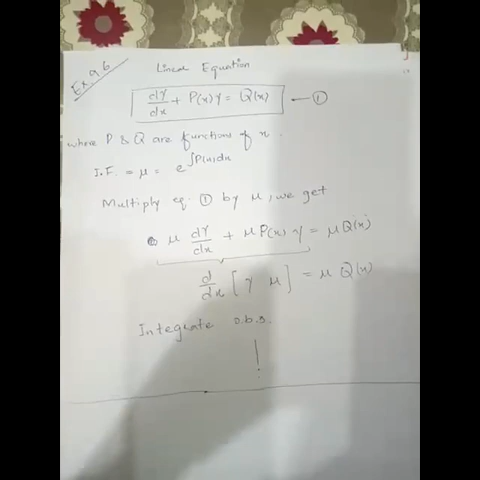 Ex 9.6
Linear Equation
dy/dx + P(x) y = Q(x) — ①
where P & Q are functions of x.
I.F. = μ = e^∫P(x)dx
Multiply eq. ① by μ, we get
μ dy/dx + μ P(x) y = μ Q(x)
d/dx [ y μ ] = μ Q(x)
Integrate o.b.s.